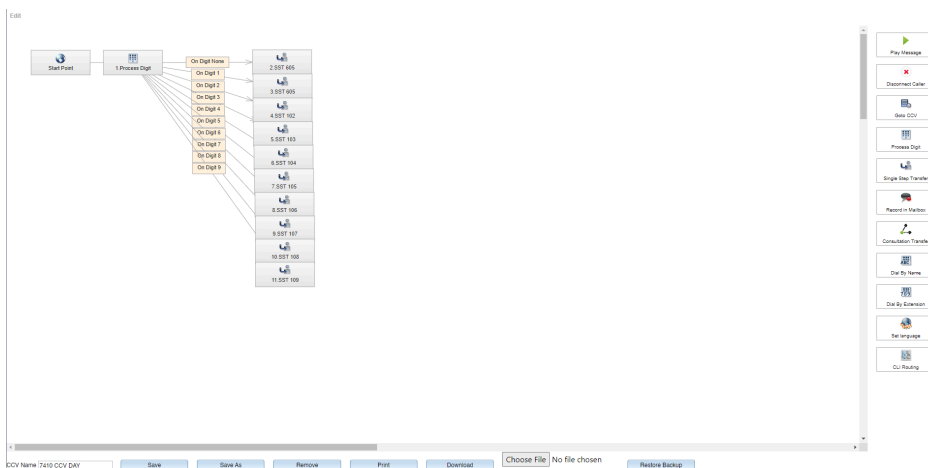 Edit
Start Point
1.Process Digit
On Digit None
On Digit 1
On Digit 2
On Digit 3
On Digit 4
On Digit 5
On Digit 6
On Digit 7
On Digit 8
On Digit 9
2.SST 605
3.SST 605
4.SST 102
5.SST 103
6.SST 104
7.SST 105
8.SST 106
9.SST 107
10.SST 108
11.SST 109
Play Message
Disconnect Caller
Goto CCV
Process Digit
Single Step Transfer
Record in Mailbox
Consultation Transfe
Dial By Name
Dial By Extension
Set language
CLI Routing
CCV Name 7410 CCV DAY
Save
Save As
Remove
Print
Download
Choose File No file chosen
Restore Backup